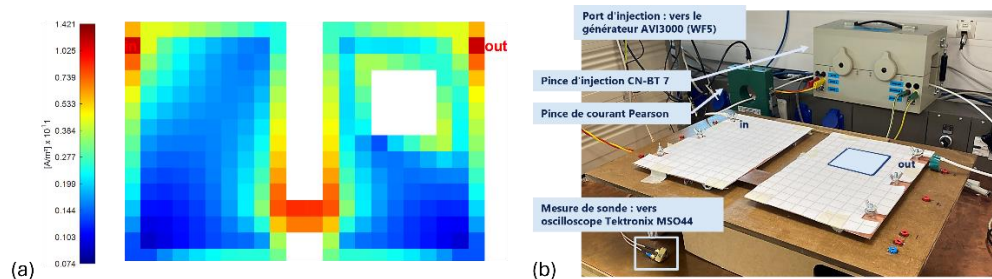 1.421
1.025
0.739
0.533
0.384
0.277
0.199
0.144
0.103
0.074
[A/m²] x 10⁻¹
out
(a)
Port d'injection : vers le
générateur AVI3000 (WF5)
Pince d'injection CN-BT 7
Pince de courant Pearson
in
out
Mesure de sonde : vers
oscilloscope Tektronix MSO44
(b)